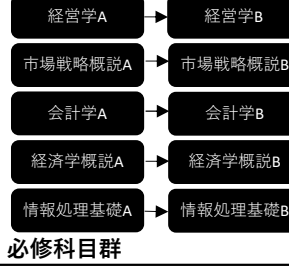 経営学A 経営学B
市場戦略概説A 市場戦略概説B
会計学A 会計学B
経済学概説A 経済学概説B
情報処理基礎A 情報処理基礎B
必修科目群